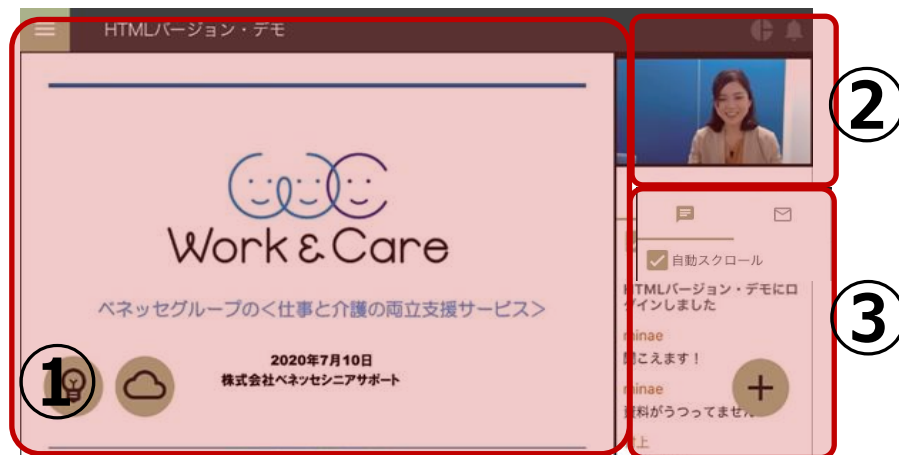 HTMLバージョン・デモ
Work & Care
ベネッセグループの<仕事と介護の両立支援サービス>
2020年7月10日
株式会社ベネッセシニアサポート
①
②
自動スクロール
HTMLバージョン・デモにロ
グインしました
minae
聞こえます！
minae
資料がうつってません
上
③